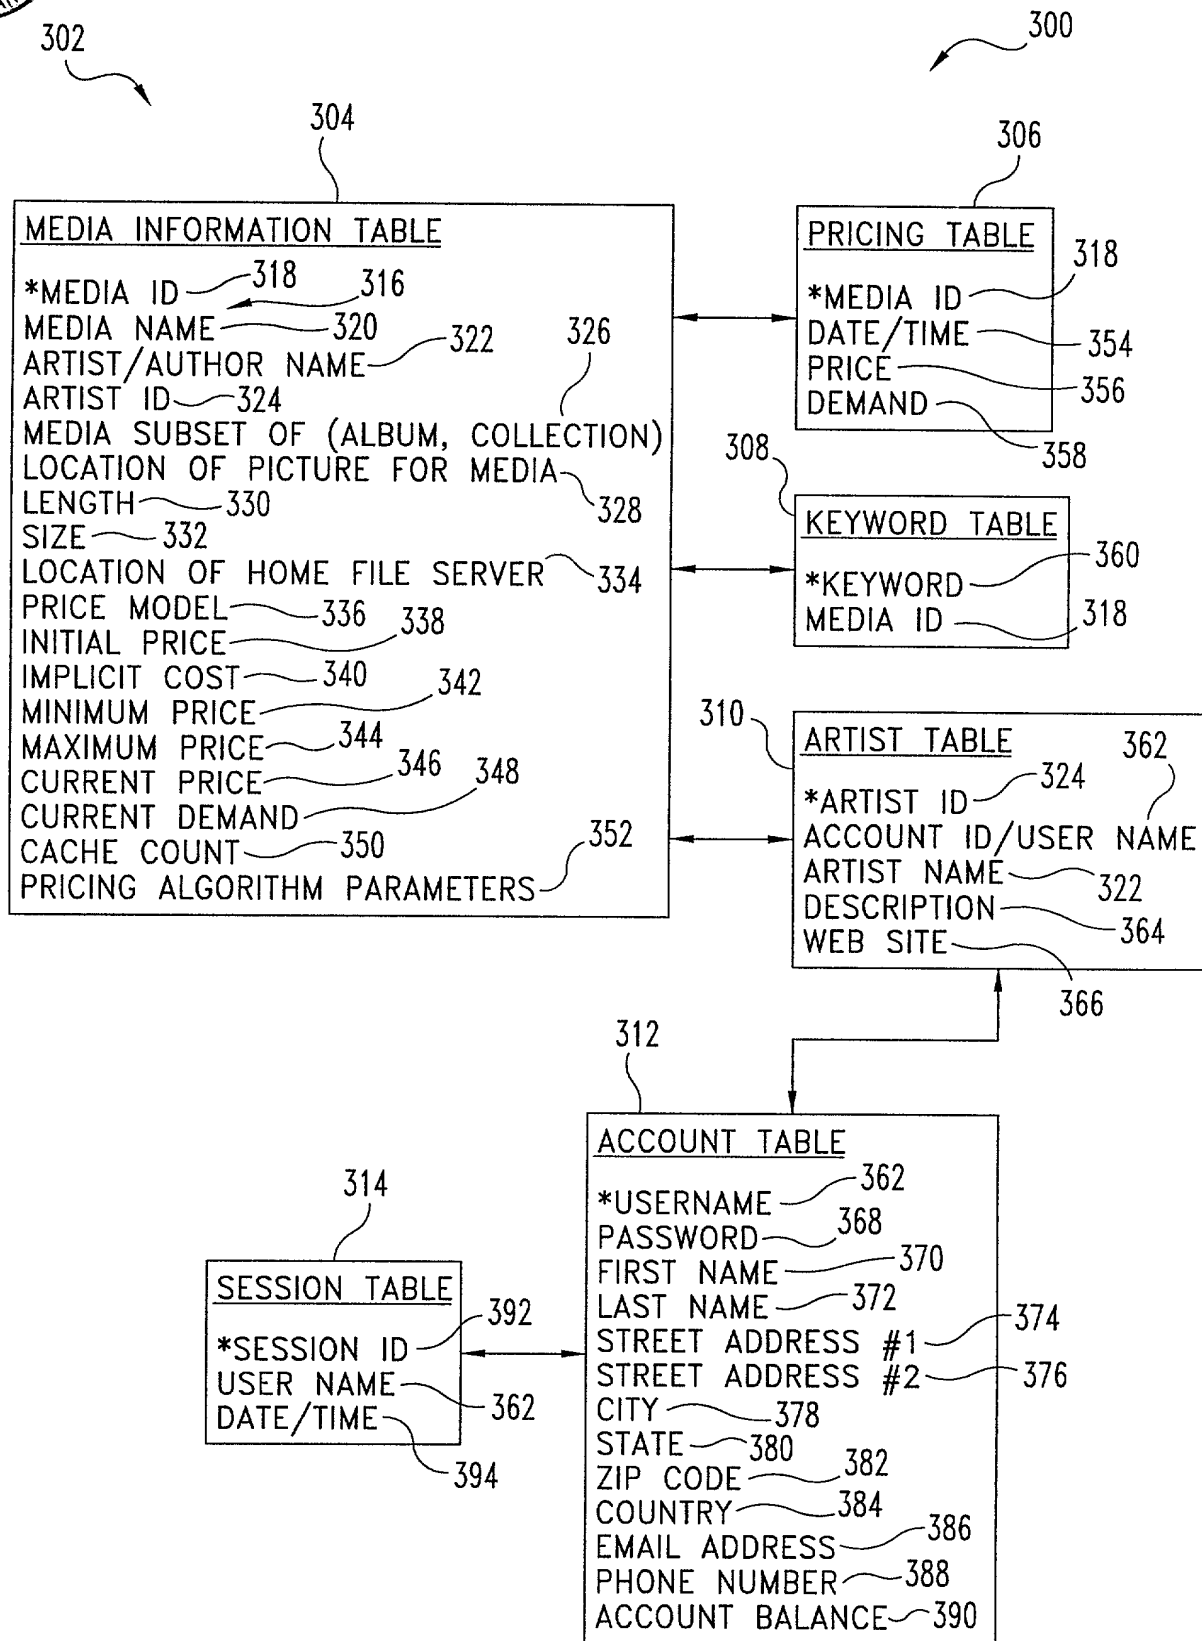 302
300
304
MEDIA INFORMATION TABLE
*MEDIA ID 318
316
MEDIA NAME 320
ARTIST/AUTHOR NAME 322
ARTIST ID 324
326
MEDIA SUBSET OF (ALBUM, COLLECTION)
LOCATION OF PICTURE FOR MEDIA 328
LENGTH 330
SIZE 332
LOCATION OF HOME FILE SERVER 334
PRICE MODEL 336
INITIAL PRICE 338
IMPLICIT COST 340
MINIMUM PRICE 342
MAXIMUM PRICE 344
CURRENT PRICE 346
CURRENT DEMAND 348
CACHE COUNT 350
PRICING ALGORITHM PARAMETERS 352
306
PRICING TABLE
*MEDIA ID 318
DATE/TIME 354
PRICE 356
DEMAND 358
308
KEYWORD TABLE
*KEYWORD 360
MEDIA ID 318
310
ARTIST TABLE
*ARTIST ID 324
362
ACCOUNT ID/USER NAME
ARTIST NAME 322
DESCRIPTION 364
WEB SITE 366
312
ACCOUNT TABLE
*USERNAME 362
PASSWORD 368
FIRST NAME 370
LAST NAME 372
STREET ADDRESS #1 374
STREET ADDRESS #2 376
CITY 378
STATE 380
ZIP CODE 382
COUNTRY 384
EMAIL ADDRESS 386
PHONE NUMBER 388
ACCOUNT BALANCE 390
314
SESSION TABLE
*SESSION ID 392
USER NAME 362
DATE/TIME 394